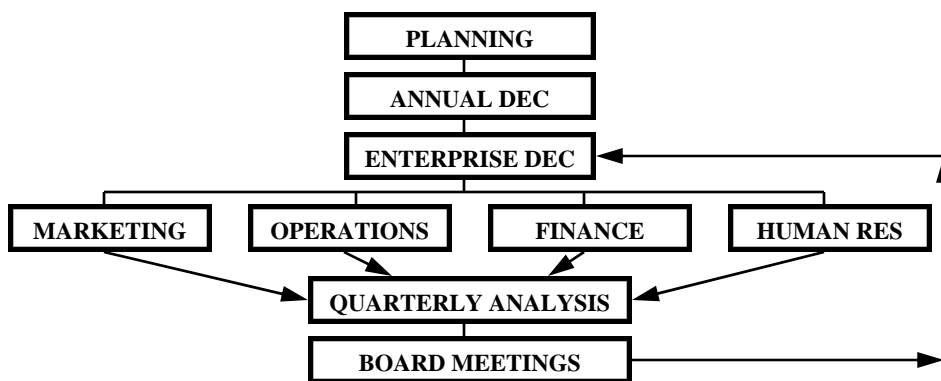 PLANNING
ANNUAL DEC
ENTERPRISE DEC
MARKETING
OPERATIONS
FINANCE
HUMAN RES
QUARTERLY ANALYSIS
BOARD MEETINGS